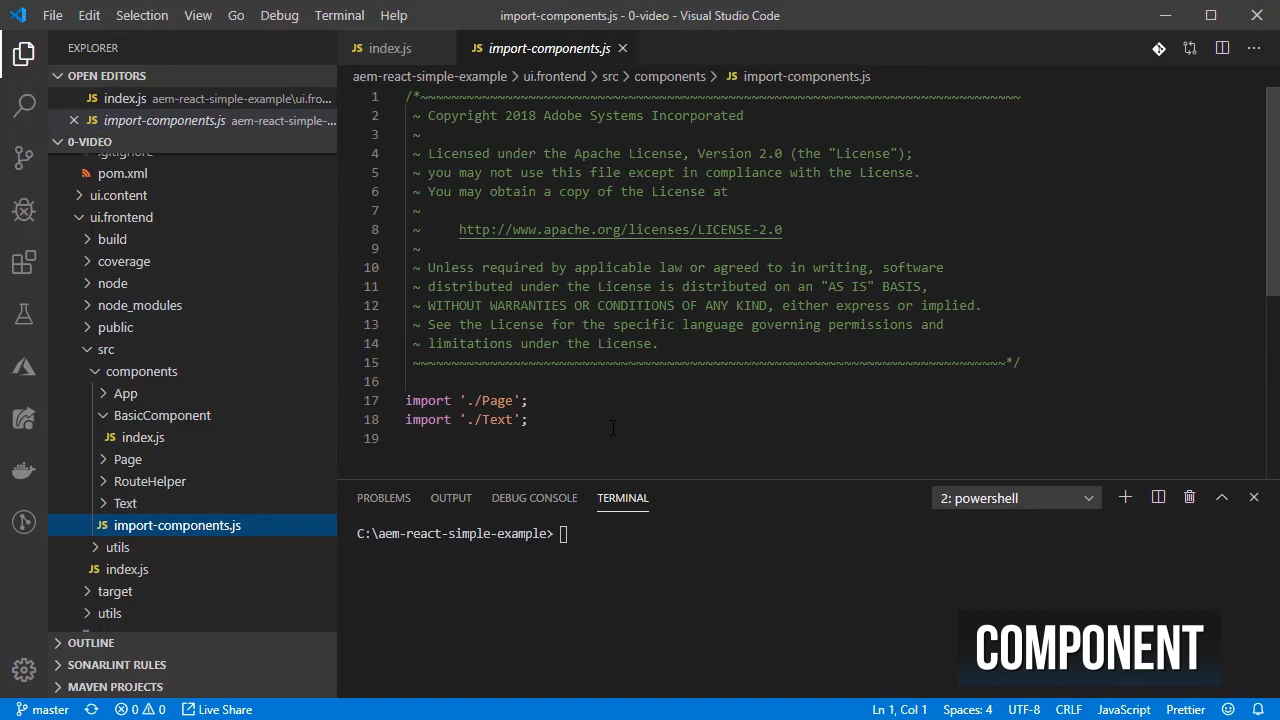 File Edit Selection View Go Debug Terminal Help
import-components.js - 0-video - Visual Studio Code
EXPLORER
OPEN EDITORS
JS index.js aem-react-simple-example\ui.fro...
JS import-components.js aem-react-simple-...
0-VIDEO
.gitignore
pom.xml
ui.content
ui.frontend
build
coverage
node
node_modules
public
src
components
App
BasicComponent
JS index.js
Page
RouteHelper
Text
JS import-components.js
utils
JS index.js
target
utils
OUTLINE
SONARLINT RULES
MAVEN PROJECTS
JS index.js
JS import-components.js
aem-react-simple-example > ui.frontend > src > components > JS import-components.js
1 /*~~~~~~~~~~~~~~~~~~~~~~~~~~~~~~~~~~~~~~~~~~~~~~~~~~~~~~~~~~~~~~~~~~~~~~~~~~~~~~
2 ~ Copyright 2018 Adobe Systems Incorporated
3 ~
4 ~ Licensed under the Apache License, Version 2.0 (the "License");
5 ~ you may not use this file except in compliance with the License.
6 ~ You may obtain a copy of the License at
7 ~
8 ~ http://www.apache.org/licenses/LICENSE-2.0
9 ~
10 ~ Unless required by applicable law or agreed to in writing, software
11 ~ distributed under the License is distributed on an "AS IS" BASIS,
12 ~ WITHOUT WARRANTIES OR CONDITIONS OF ANY KIND, either express or implied.
13 ~ See the License for the specific language governing permissions and
14 ~ limitations under the License.
15 ~~~~~~~~~~~~~~~~~~~~~~~~~~~~~~~~~~~~~~~~~~~~~~~~~~~~~~~~~~~~~~~~~~~~~~~~~~~~~*/
16
17 import './Page';
18 import './Text';
19
PROBLEMS OUTPUT DEBUG CONSOLE TERMINAL
2: powershell
C:\aem-react-simple-example>
COMPONENT
master 0 0 Live Share
Ln 1, Col 1 Spaces: 4 UTF-8 CRLF JavaScript Prettier